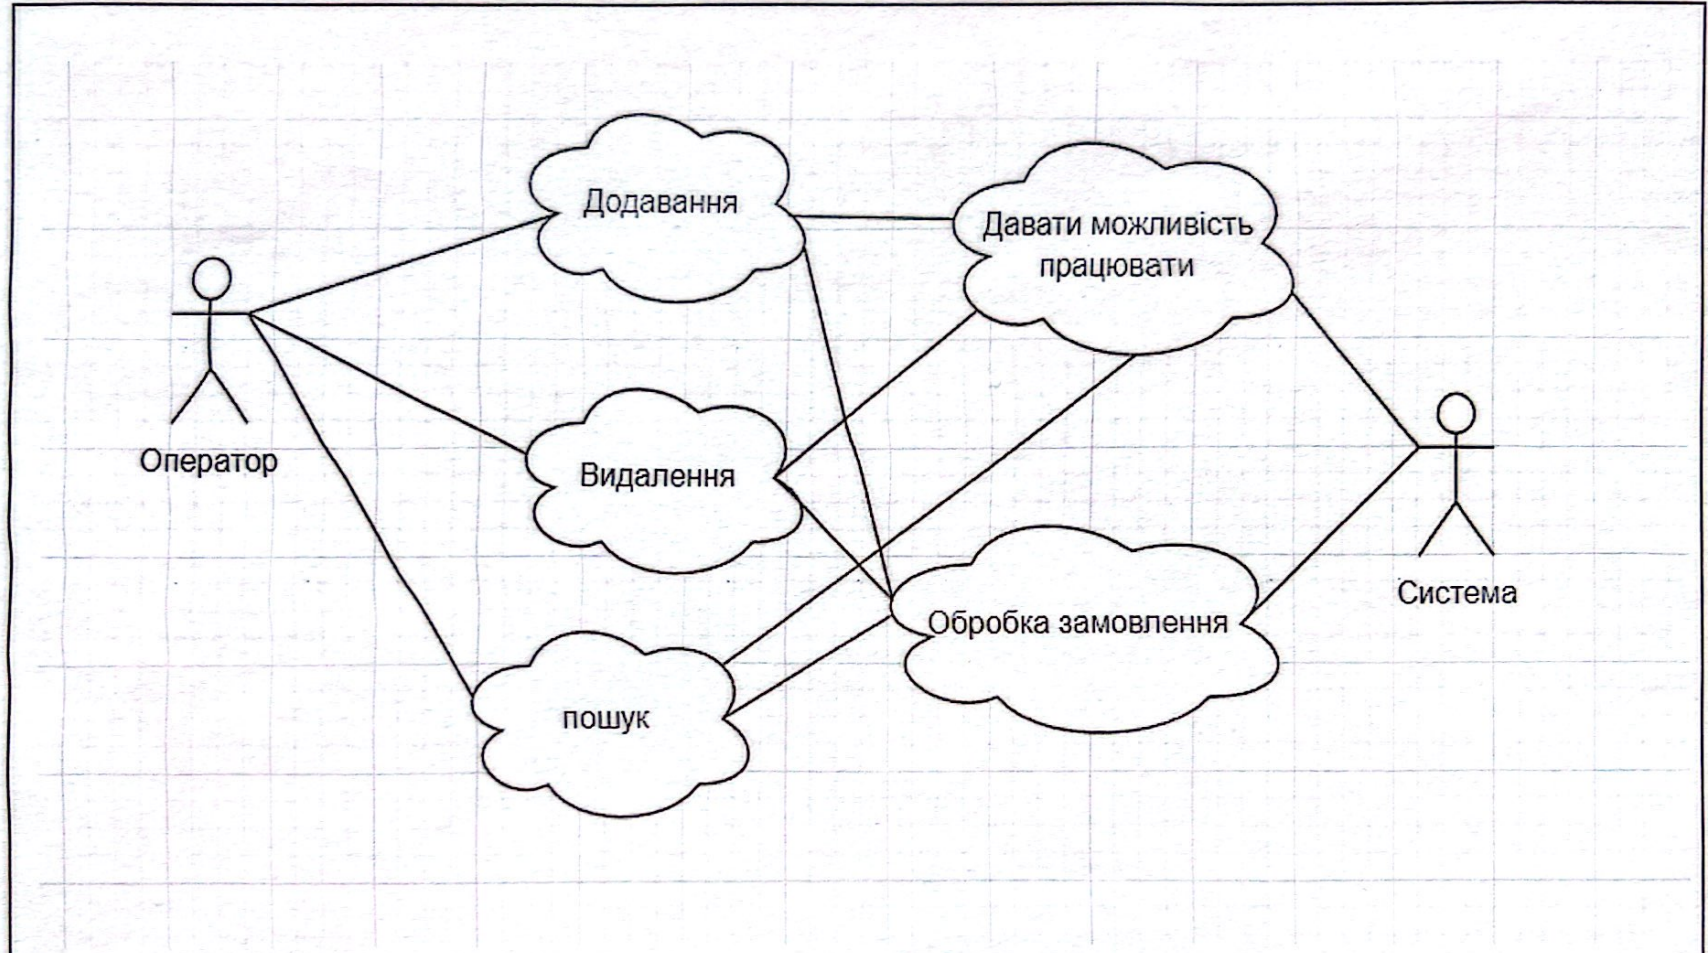 Додавання
Давати можливість
працювати
Оператор
Видалення
Система
Обробка замовлення
пошук